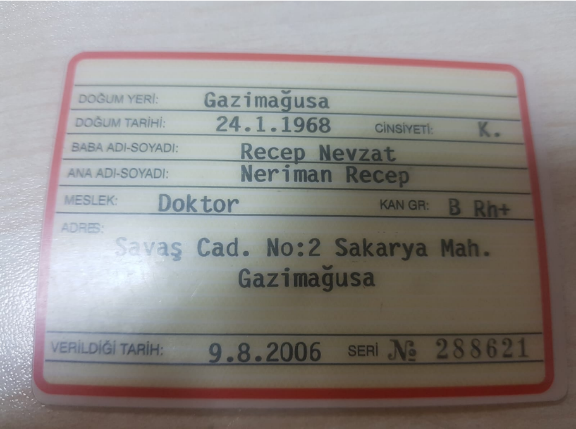 DOĞUM YERİ: Gazimağusa
DOĞUM TARİHİ: 24.1.1968 CİNSİYETİ: K.
BABA ADI-SOYADI: Recep Nevzat
ANA ADI-SOYADI: Neriman Recep
MESLEK: Doktor KAN GR: B Rh+
ADRES:
Savaş Cad. No:2 Sakarya Mah.
Gazimağusa
VERİLDİĞİ TARİH: 9.8.2006 SERİ № 288621